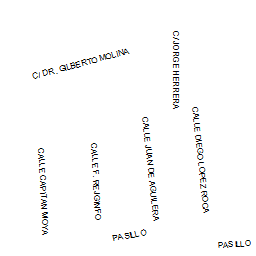 C/ DR. GILBERTO MOLINA
C/JORGE HERRERA
CALLE DIEGO LOPEZ ROCA
CALLE JUAN DE AGUILERA
CALLE F. REJGIMFO
CALLE CAPITAN MOYA
PASILLO
PASILLO